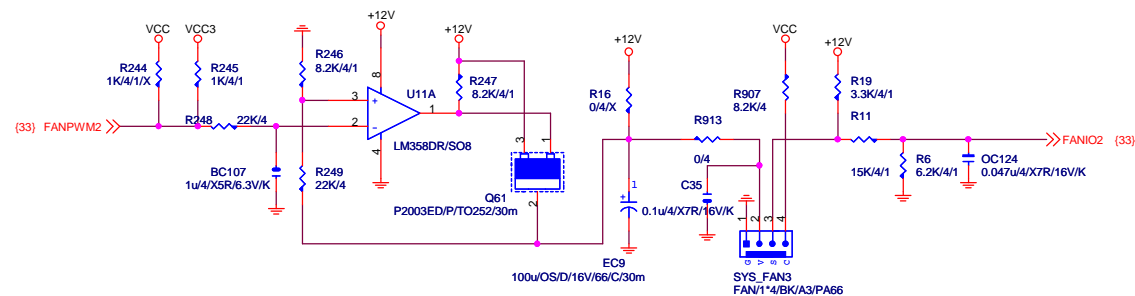 +12V
VCC
VCC3
+12V
+12V
VCC
+12V
R244
1K/4/1/X
R245
1K/4/1
R246
8.2K/4/1
8
U11A
R247
8.2K/4/1
R16
0/4/X
R907
8.2K/4
R19
3.3K/4/1
3
+
1
2
-
4
LM358DR/SO8
{33} FANPWM2
R248
22K/4
R913
0/4
R11
15K/4/1
FANIO2 {33}
3
1
2
BC107
1u/4/X5R/6.3V/K
R249
22K/4
Q61
P2003ED/P/TO252/30m
1
+
EC9
100u/OS/D/16V/66/C/30m
C35
0.1u/4/X7R/16V/K
R6
6.2K/4/1
OC124
0.047u/4/X7R/16V/K
1
2
3
4
G
V
S
C
SYS_FAN3
FAN/1*4/BK/A3/PA66